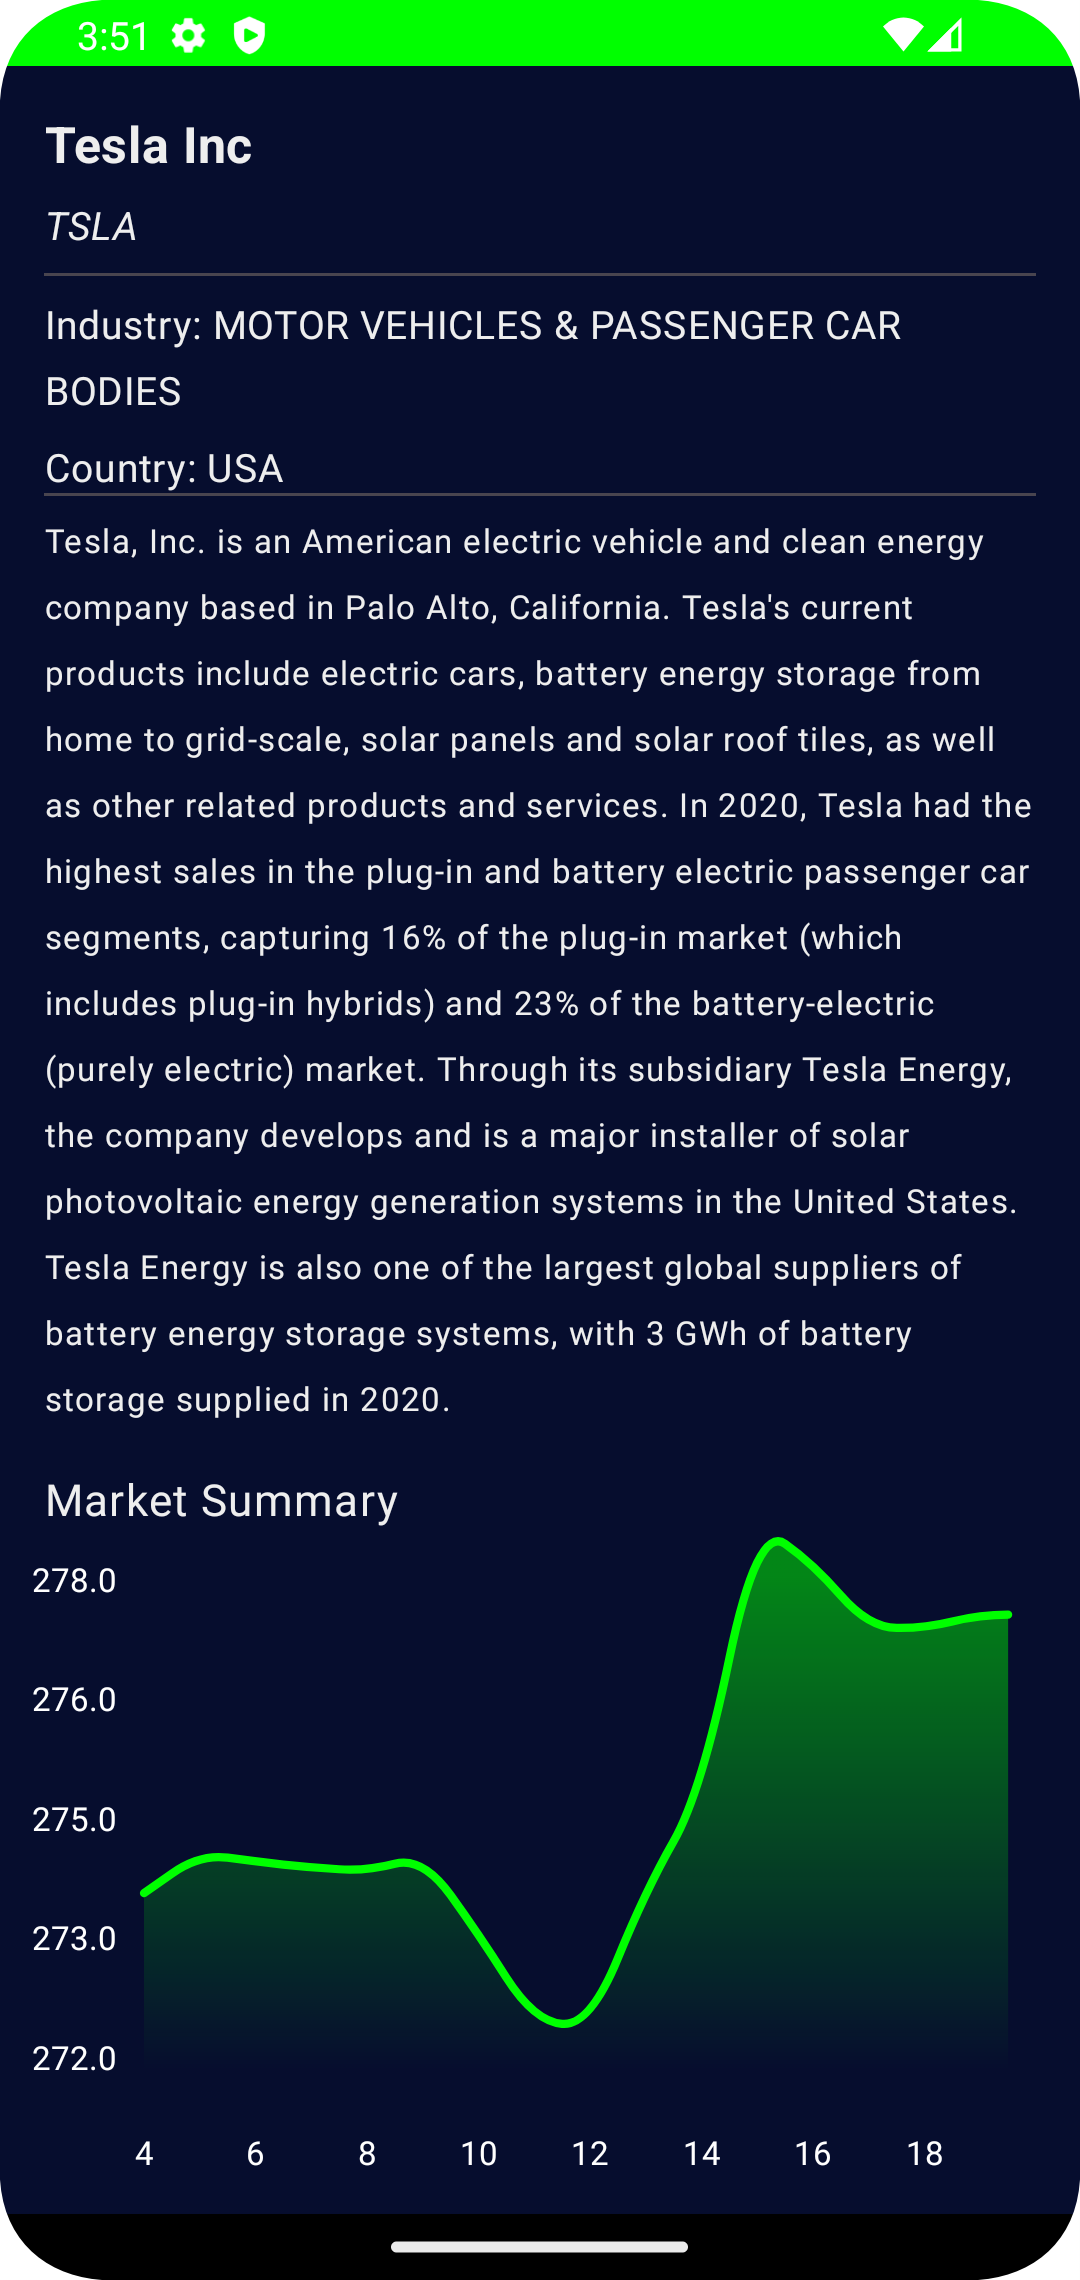 3:51
Tesla Inc
TSLA
Industry: MOTOR VEHICLES & PASSENGER CAR
BODIES
Country: USA
Tesla, Inc. is an American electric vehicle and clean energy
company based in Palo Alto, California. Tesla's current
products include electric cars, battery energy storage from
home to grid-scale, solar panels and solar roof tiles, as well
as other related products and services. In 2020, Tesla had the
highest sales in the plug-in and battery electric passenger car
segments, capturing 16% of the plug-in market (which
includes plug-in hybrids) and 23% of the battery-electric
(purely electric) market. Through its subsidiary Tesla Energy,
the company develops and is a major installer of solar
photovoltaic energy generation systems in the United States.
Tesla Energy is also one of the largest global suppliers of
battery energy storage systems, with 3 GWh of battery
storage supplied in 2020.
Market Summary
278.0
276.0
275.0
273.0
272.0
4 6 8 10 12 14 16 18